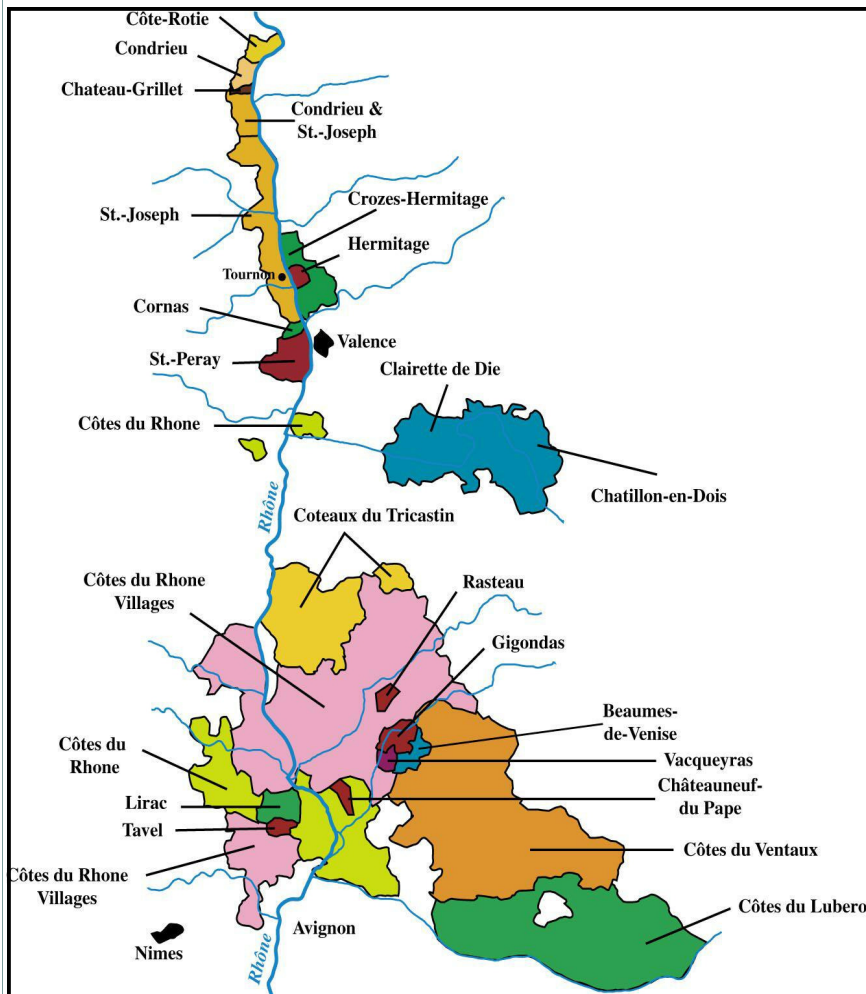 Côte-Rotie
Condrieu
Chateau-Grillet
Condrieu &
St.-Joseph
St.-Joseph
Crozes-Hermitage
Hermitage
Tournon
Cornas
Valence
St.-Peray
Clairette de Die
Côtes du Rhone
Chatillon-en-Dois
Rhône
Coteaux du Tricastin
Côtes du Rhone
Villages
Rasteau
Gigondas
Beaumes-
de-Venise
Côtes du
Rhone
Vacqueyras
Châteauneuf-
du Pape
Lirac
Tavel
Côtes du Ventaux
Côtes du Rhone
Villages
Côtes du Lubero
Avignon
Nimes
Rhône